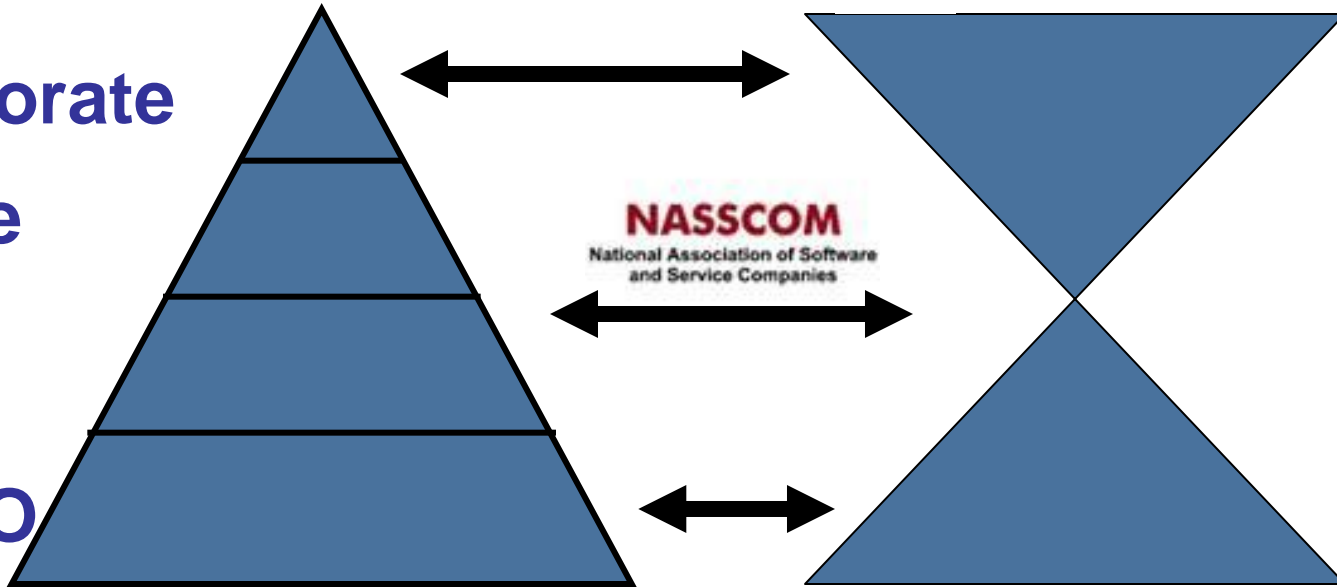 orate
e
NASSCOM
National Association of Software
and Service Companies
O